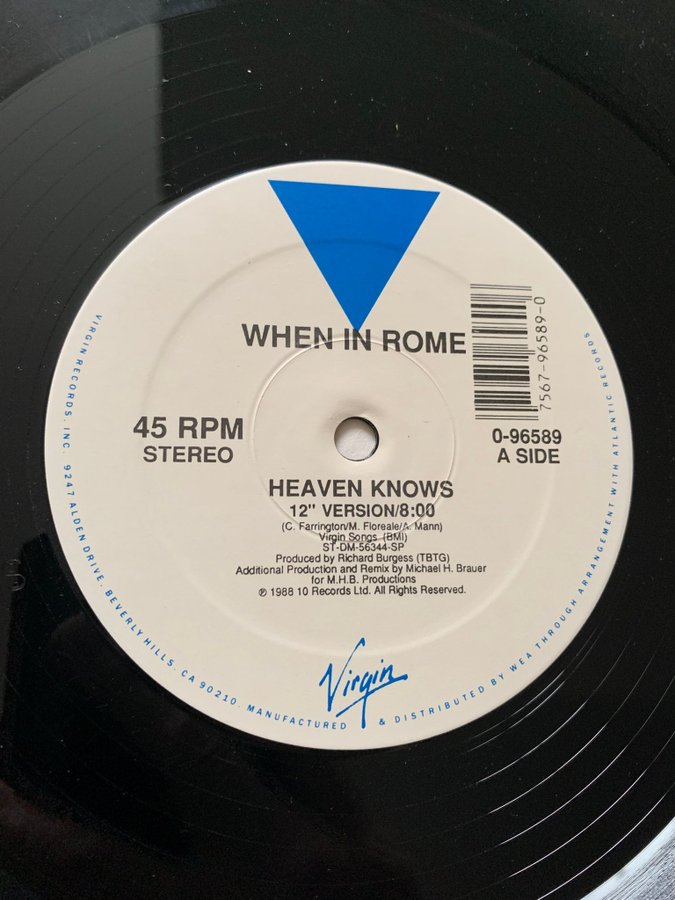 WHEN IN ROME
7567-96589-0
45 RPM
STEREO
0-96589
A SIDE
HEAVEN KNOWS
12" VERSION/8:00
(C. Farrington/M. Floreale/A. Mann)
Virgin Songs (BMI)
ST-DM-56344-SP
Produced by Richard Burgess (TBTG)
Additional Production and Remix by Michael H. Brauer
for M.H.B. Productions
℗ 1988 10 Records Ltd. All Rights Reserved.
Virgin
VIRGIN RECORDS, INC. 9247 ALDEN DRIVE, BEVERLY HILLS, CA 90210. MANUFACTURED & DISTRIBUTED BY WEA THROUGH ARRANGEMENT WITH ATLANTIC RECORDS